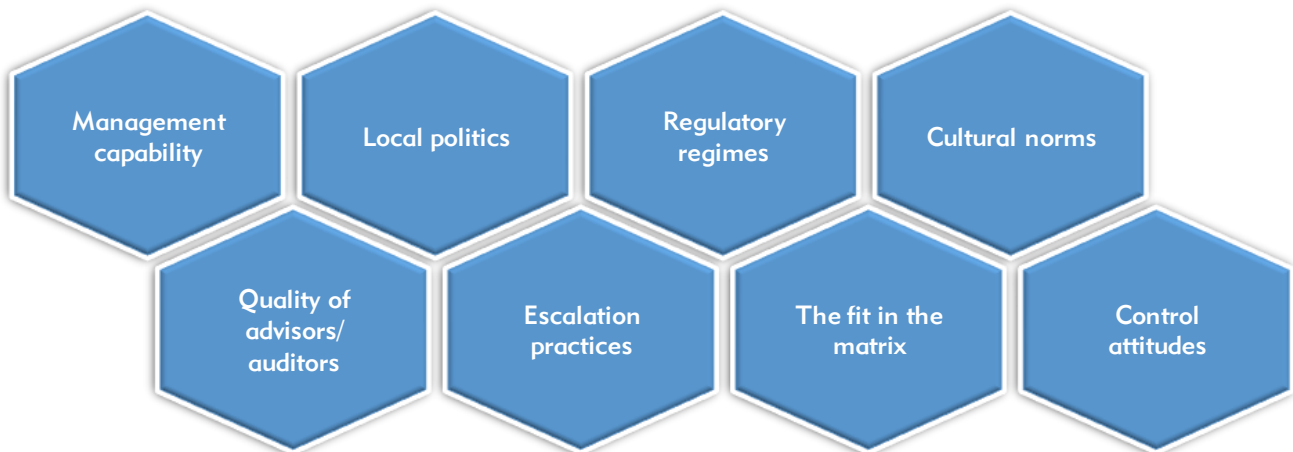 Management
capability
Local politics
Regulatory
regimes
Cultural norms
Quality of
advisors/
auditors
Escalation
practices
The fit in the
matrix
Control
attitudes